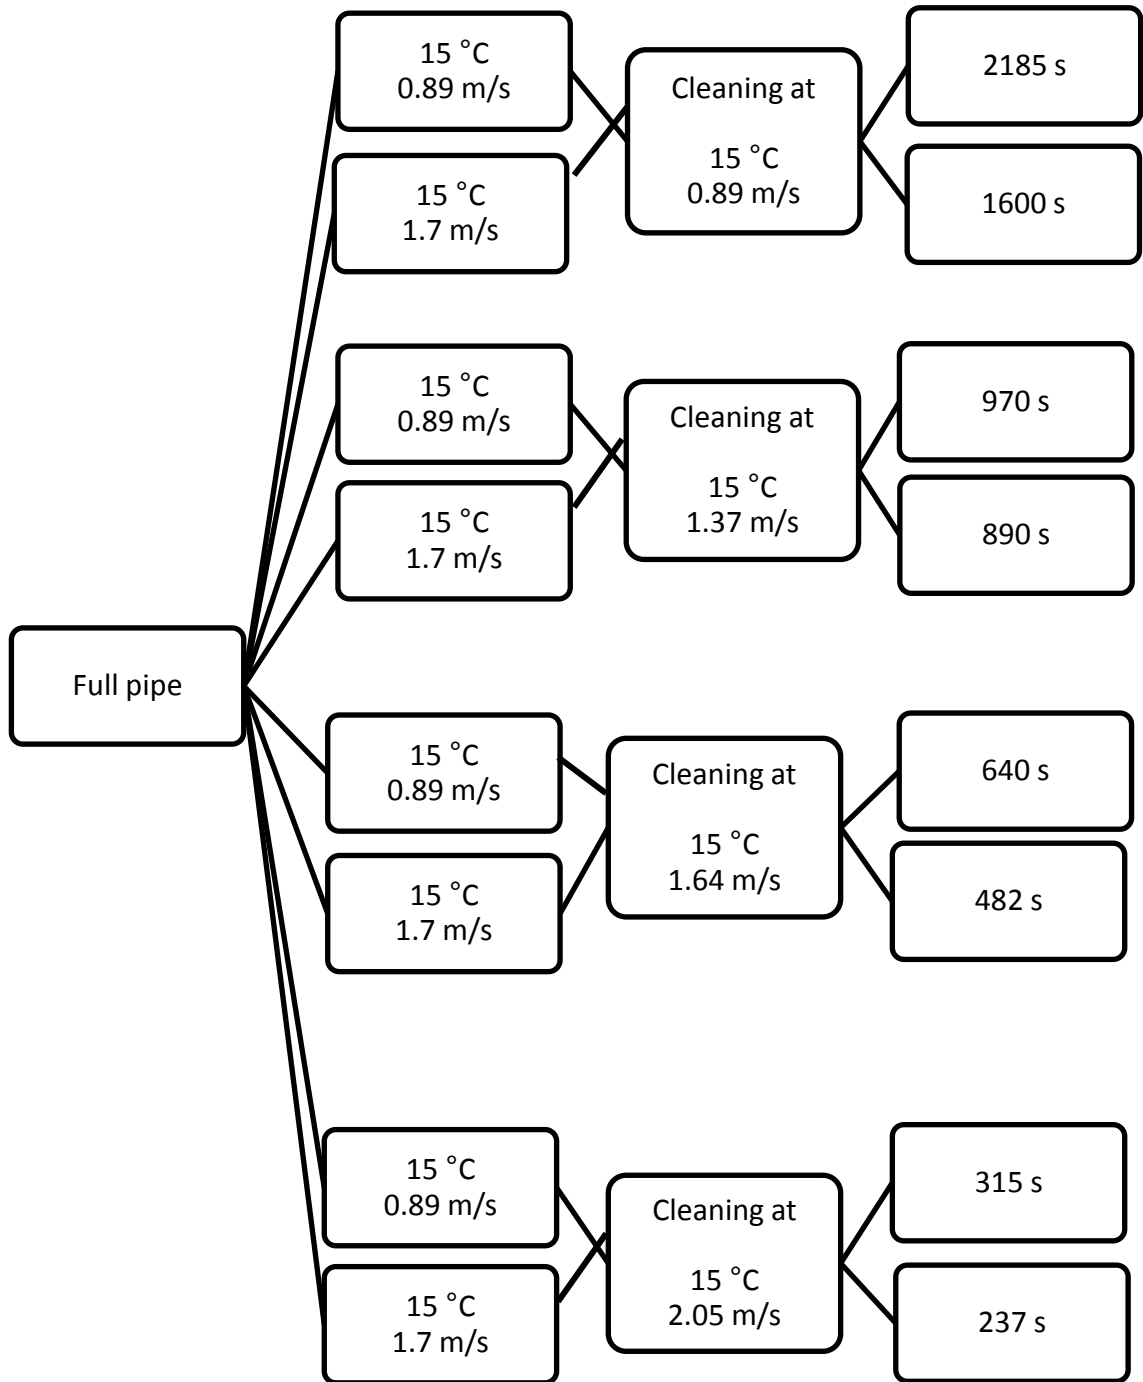 15 °C
0.89 m/s
15 °C
1.7 m/s
Cleaning at
15 °C
0.89 m/s
2185 s
1600 s
15 °C
0.89 m/s
15 °C
1.7 m/s
Cleaning at
15 °C
1.37 m/s
970 s
890 s
Full pipe
15 °C
0.89 m/s
15 °C
1.7 m/s
Cleaning at
15 °C
1.64 m/s
640 s
482 s
15 °C
0.89 m/s
15 °C
1.7 m/s
Cleaning at
15 °C
2.05 m/s
315 s
237 s